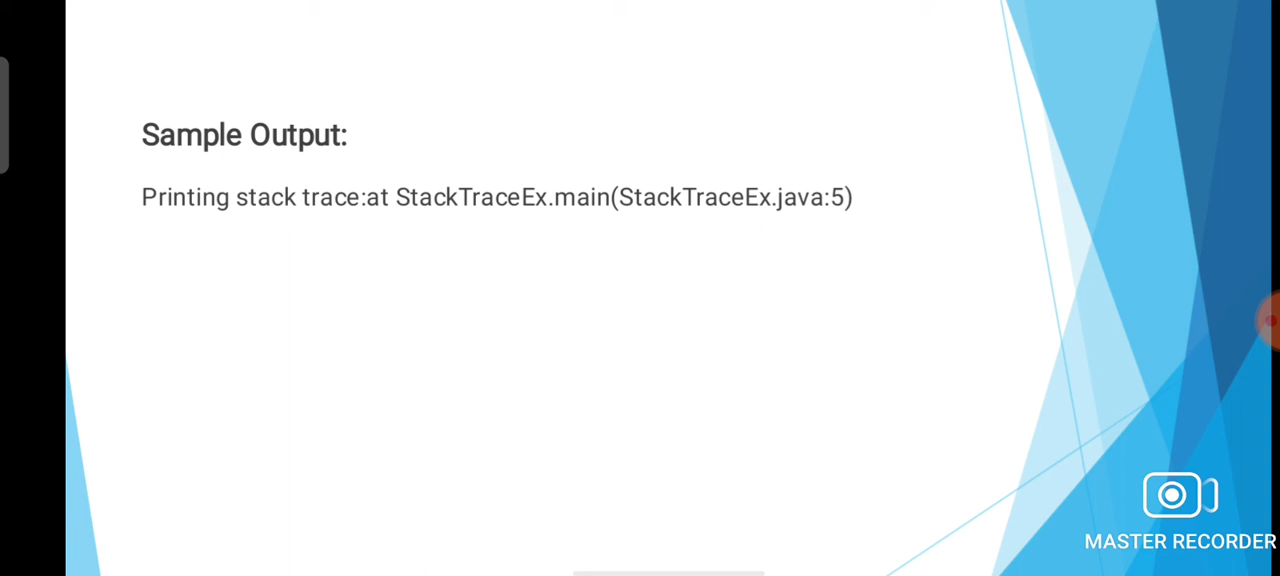 Sample Output:
Printing stack trace:at StackTraceEx.main(StackTraceEx.java:5)
MASTER RECORDER